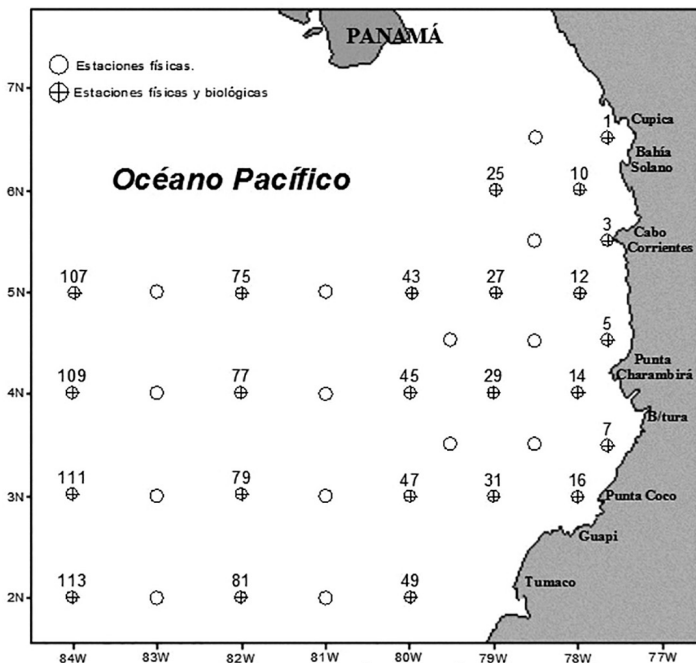 PANAMÁ
Estaciones físicas.
Estaciones físicas y biológicas
7N
1
Cupica
Bahía
Solano
Océano Pacífico
25
10
6N
3
Cabo
Corrientes
107
75
43
27
12
5N
5
109
77
45
29
14
Punta
Charambirá
4N
B/tura
7
111
79
47
31
16
3N
Punta Coco
Guapi
113
81
49
Tumaco
2N
84W
83W
82W
81W
80W
79W
78W
77W